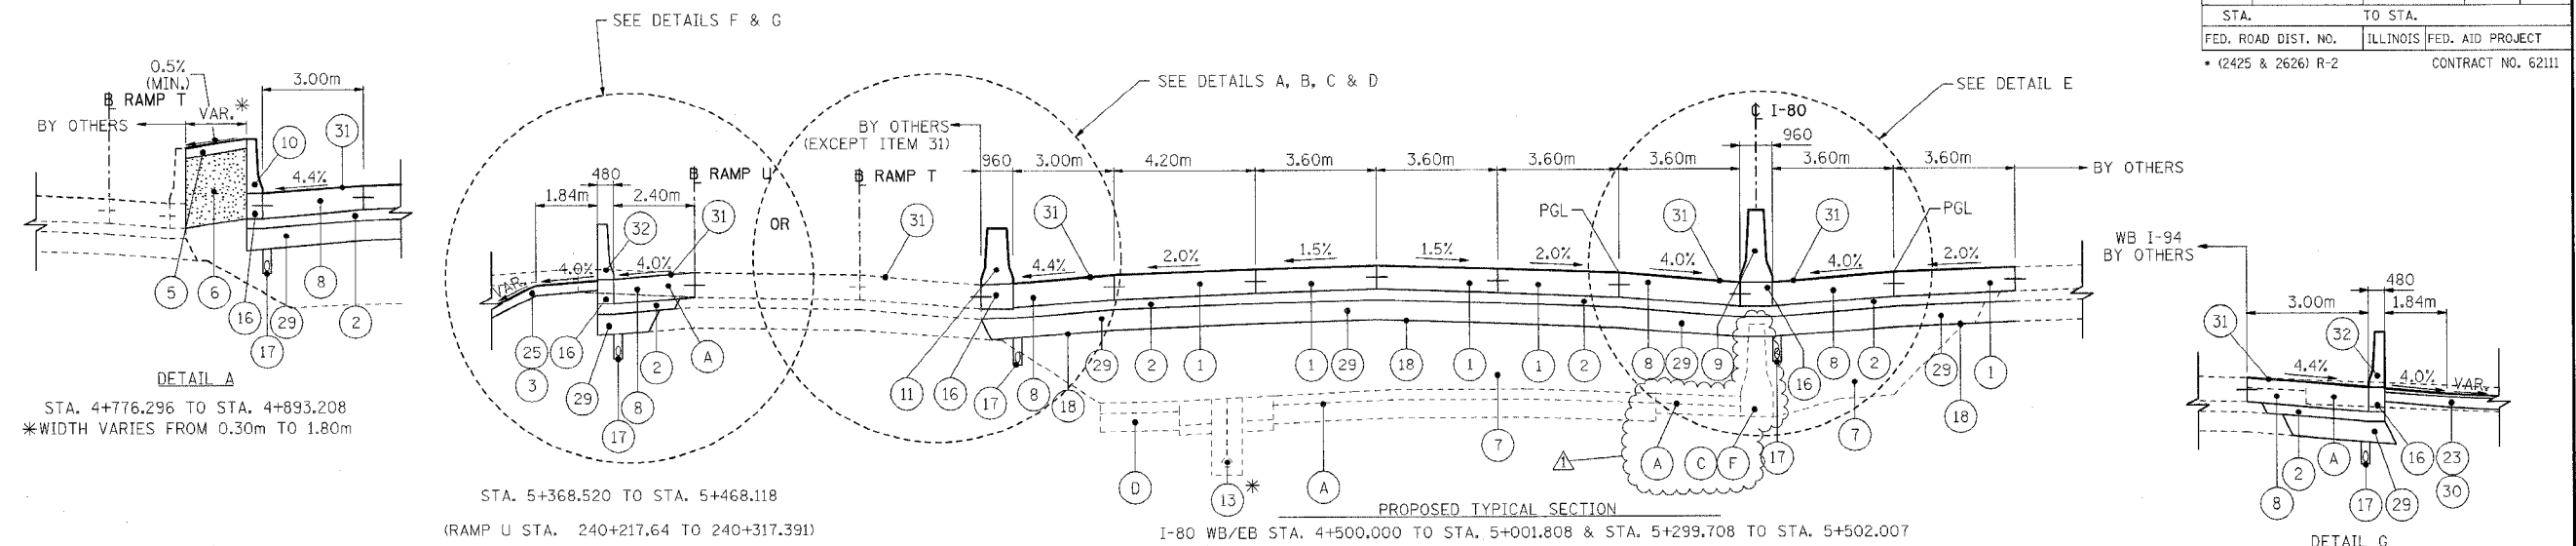 STA. TO STA.
FED. ROAD DIST. NO. ILLINOIS FED. AID PROJECT
• (2425 & 2626) R-2 CONTRACT NO. 62111
0.5%
(MIN.)
VAR.*
3.00m
B RAMP T
BY OTHERS
10
31
4.4%
5
6
16
17
29
8
2
DETAIL A
STA. 4+776.296 TO STA. 4+893.208
*WIDTH VARIES FROM 0.30m TO 1.80m
SEE DETAILS F & G
480
1.84m
2.40m
B RAMP U
31
32
VAR.
4.0%
4.0%
25
3
16
29
17
8
2
A
STA. 5+368.520 TO STA. 5+468.118
(RAMP U STA. 240+217.64 TO 240+317.391)
OR
SEE DETAILS A, B, C & D
BY OTHERS
(EXCEPT ITEM 31)
B RAMP T
31
960
3.00m
4.20m
3.60m
3.60m
3.60m
3.60m
31
4.4%
2.0%
1.5%
1.5%
2.0%
4.0%
PGL
31
SEE DETAIL E
C I-80
960
3.60m
3.60m
BY OTHERS
31
PGL
4.0%
2.0%
11
16
17
8
18
29
2
1
1
29
18
1
1
2
8
29
9
16
8
2
29
1
18
D
13
*
A
7
1
A
C
F
17
7
PROPOSED TYPICAL SECTION
I-80 WB/EB STA. 4+500.000 TO STA. 5+001.808 & STA. 5+299.708 TO STA. 5+502.007
WB I-94
BY OTHERS
480
3.00m
1.84m
31
32
4.4%
4.0%
VAR.
8
2
A
17
29
16
23
30
DETAIL G